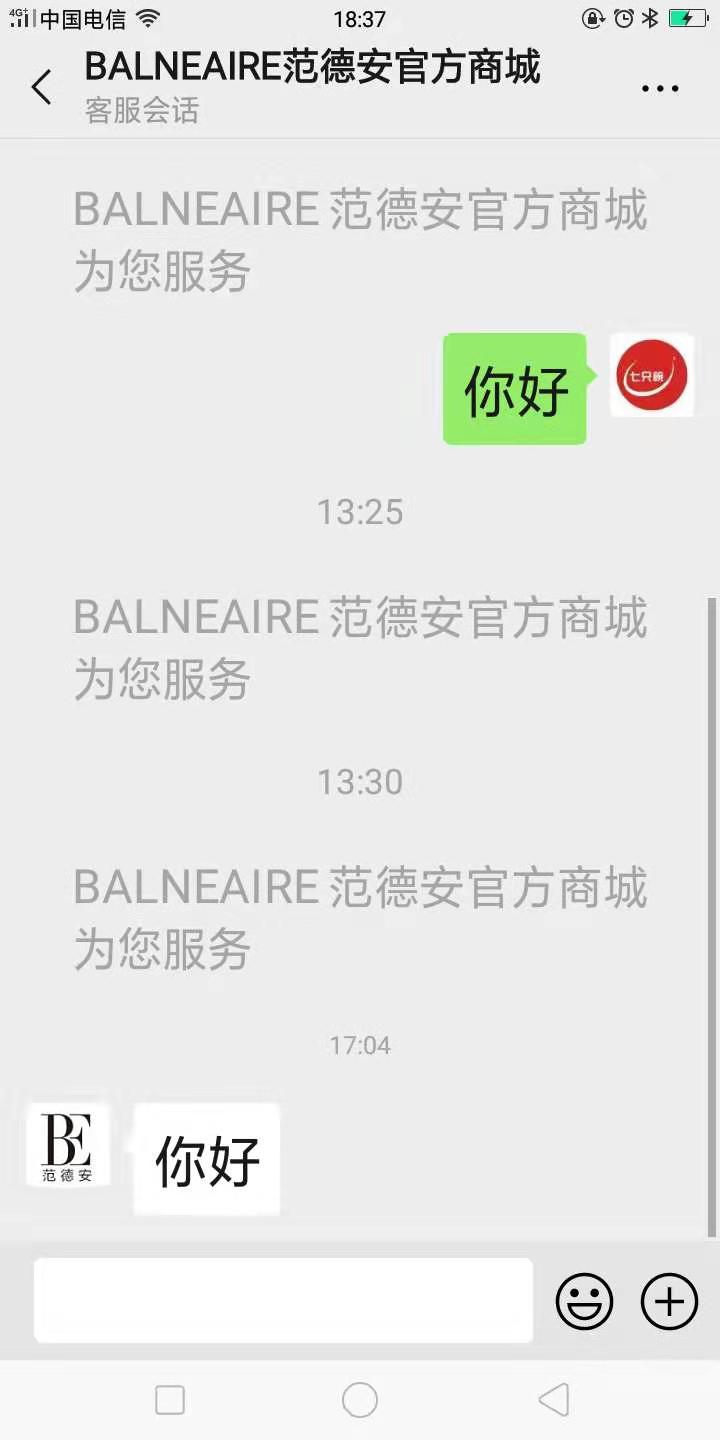 4G+ 中国电信 18:37
BALNEAIRE范德安官方商城
客服会话
BALNEAIRE 范德安官方商城
为您服务
你好
七只碗
13:25
BALNEAIRE 范德安官方商城
为您服务
13:30
BALNEAIRE 范德安官方商城
为您服务
17:04
BE
范德安
你好